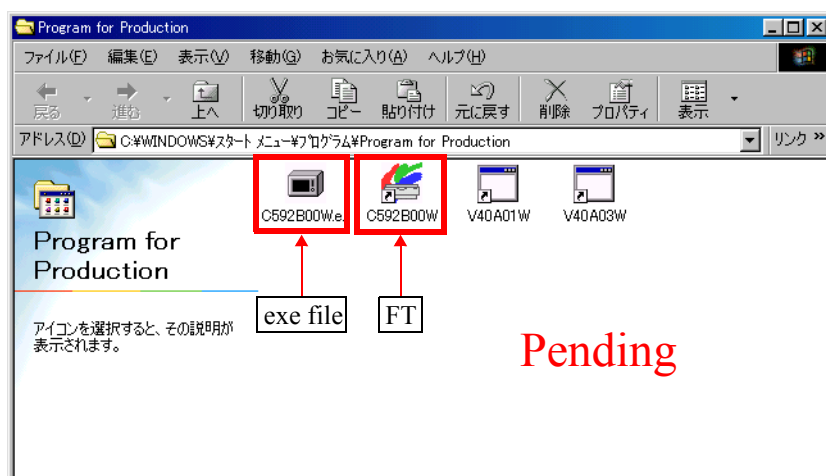 Program for Production
ファイル(F) 編集(E) 表示(V) 移動(G) お気に入り(A) ヘルプ(H)
戻る 進む 上へ 切り取り コピー 貼り付け 元に戻す 削除 プロパティ 表示
アドレス(D) C:¥WINDOWS¥スタート メニュー¥プログラム¥Program for Production リンク »
C592B00W.e. C592B00W V40A01W V40A03W
Program for
Production
exe file FT
アイコンを選択すると、その説明が
表示されます。
Pending